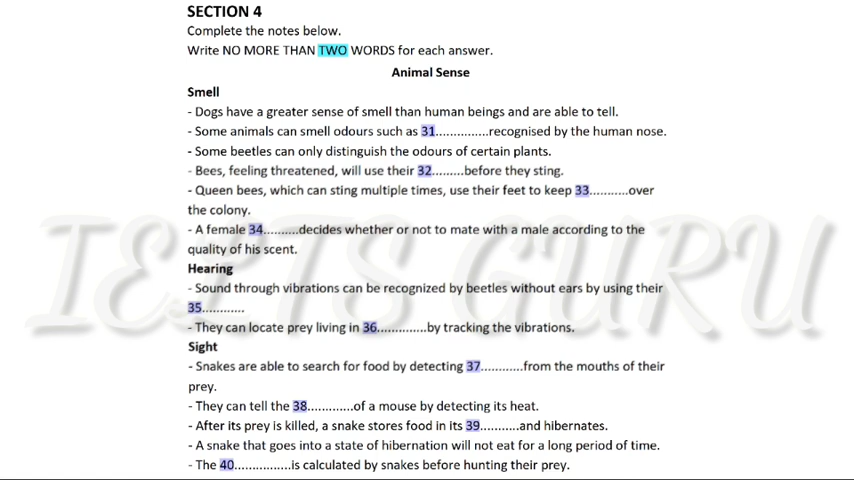 SECTION 4
Complete the notes below.
Write NO MORE THAN TWO WORDS for each answer.
Animal Sense
Smell
- Dogs have a greater sense of smell than human beings and are able to tell.
- Some animals can smell odours such as 31...............recognised by the human nose.
- Some beetles can only distinguish the odours of certain plants.
- Bees, feeling threatened, will use their 32.........before they sting.
- Queen bees, which can sting multiple times, use their feet to keep 33...........over
the colony.
- A female 34..........decides whether or not to mate with a male according to the
quality of his scent.
Hearing
- Sound through vibrations can be recognized by beetles without ears by using their
35............
- They can locate prey living in 36..............by tracking the vibrations.
Sight
- Snakes are able to search for food by detecting 37............from the mouths of their
prey.
- They can tell the 38.............of a mouse by detecting its heat.
- After its prey is killed, a snake stores food in its 39...........and hibernates.
- A snake that goes into a state of hibernation will not eat for a long period of time.
- The 40................is calculated by snakes before hunting their prey.
IELTS GURU